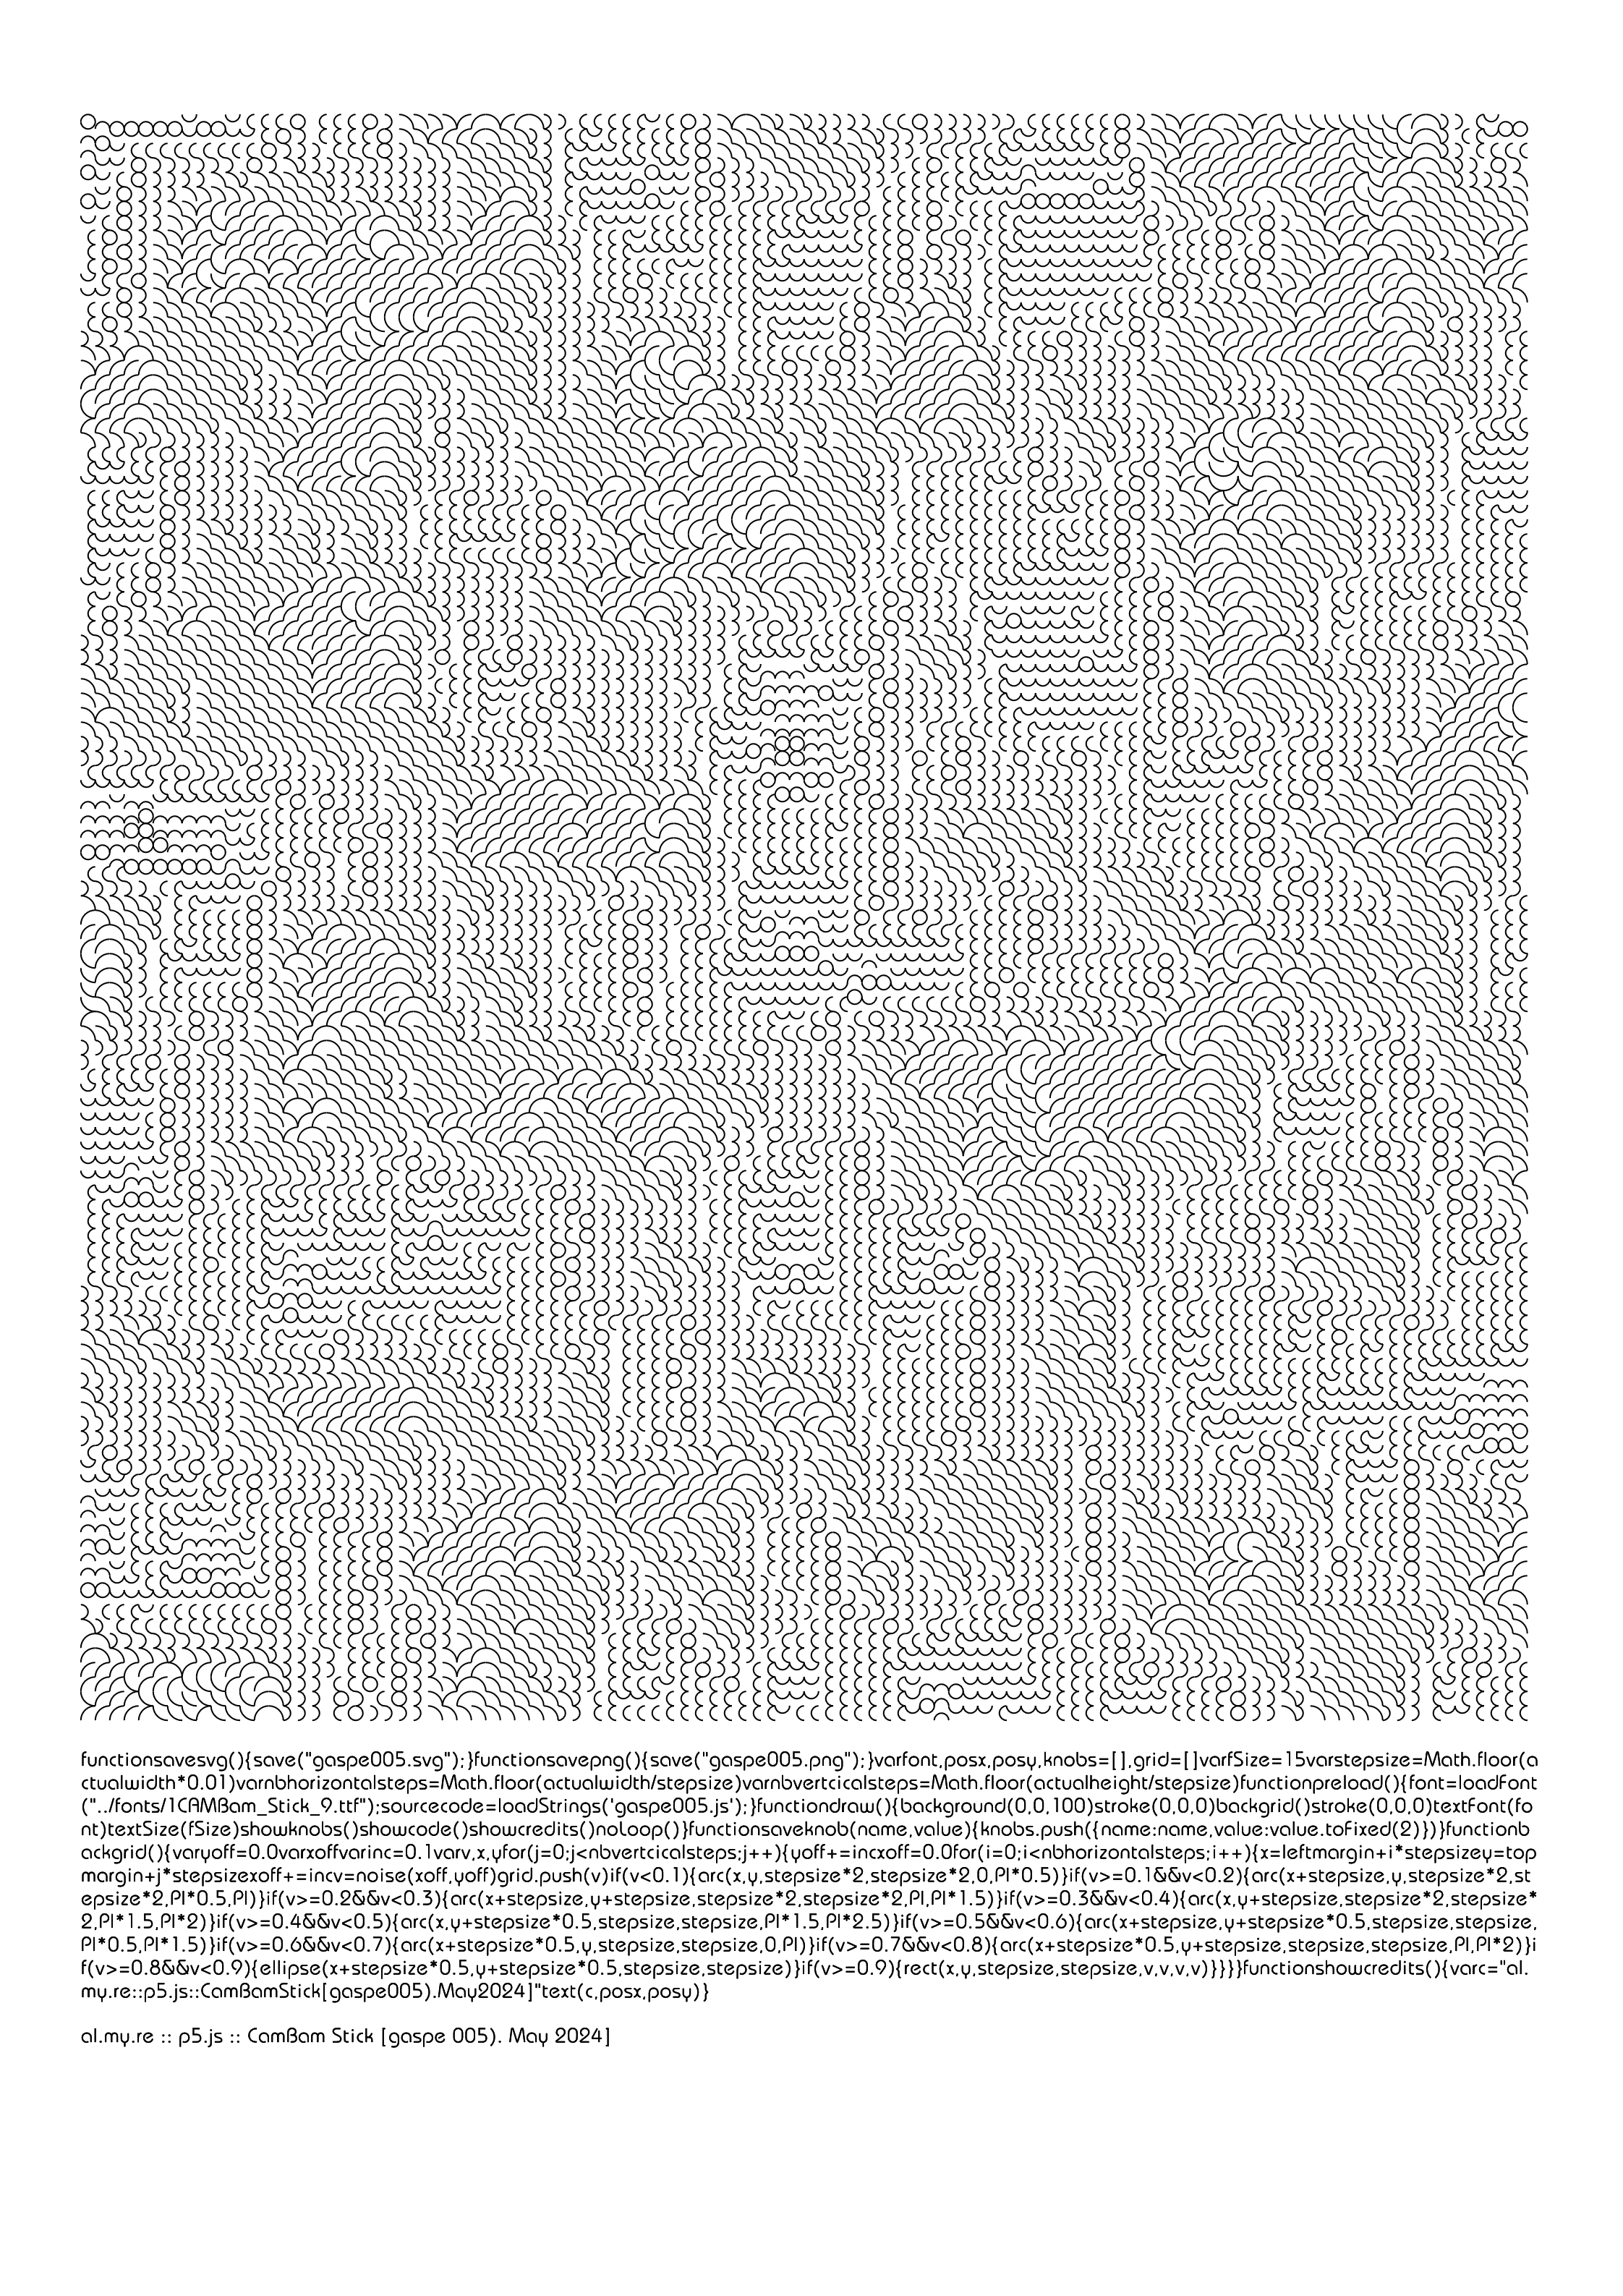 functionsavesvg(){save("gaspe005.svg");}functionsavepng(){save("gaspe005.png");}varfont,posx,posy,knobs=[],grid=[]varfSize=15varstepsize=Math.floor(a
ctualwidth*0.01)varnbhorizontalsteps=Math.floor(actualwidth/stepsize)varnbvertcicalsteps=Math.floor(actualheight/stepsize)functionpreload(){font=loadFont
("../fonts/1CAMBam_Stick_9.ttf");sourcecode=loadStrings('gaspe005.js');}functiondraw(){background(0,0,100)stroke(0,0,0)backgrid()stroke(0,0,0)textFont(fo
nt)textSize(fSize)showknobs()showcode()showcredits()noLoop()}functionsaveknob(name,value){knobs.push({name:name,value:value.toFixed(2)})}functionb
ackgrid(){varyoff=0.0varxoffvarinc=0.1varv,x,yfor(j=0;j<nbvertcicalsteps;j++){yoff+=incxoff=0.0for(i=0;i<nbhorizontalsteps;i++){x=leftmargin+i*stepsizey=top
margin+j*stepsizexoff+=incv=noise(xoff,yoff)grid.push(v)if(v<0.1){arc(x,y,stepsize*2,stepsize*2,0,PI*0.5)}if(v>=0.1&&v<0.2){arc(x+stepsize,y,stepsize*2,st
epsize*2,PI*0.5,PI)}if(v>=0.2&&v<0.3){arc(x+stepsize,y+stepsize,stepsize*2,stepsize*2,PI,PI*1.5)}if(v>=0.3&&v<0.4){arc(x,y+stepsize,stepsize*2,stepsize*
2,PI*1.5,PI*2)}if(v>=0.4&&v<0.5){arc(x,y+stepsize*0.5,stepsize,stepsize,PI*1.5,PI*2.5)}if(v>=0.5&&v<0.6){arc(x+stepsize,y+stepsize*0.5,stepsize,stepsize,
PI*0.5,PI*1.5)}if(v>=0.6&&v<0.7){arc(x+stepsize*0.5,y,stepsize,stepsize,0,PI)}if(v>=0.7&&v<0.8){arc(x+stepsize*0.5,y+stepsize,stepsize,stepsize,PI,PI*2)}i
f(v>=0.8&&v<0.9){ellipse(x+stepsize*0.5,y+stepsize*0.5,stepsize,stepsize)}if(v>=0.9){rect(x,y,stepsize,stepsize,v,v,v,v)}}}}functionshowcredits(){varc="al.
my.re::p5.js::CamBamStick[gaspe005).May2024]"text(c,posx,posy)}
al.my.re :: p5.js :: CamBam Stick [gaspe 005). May 2024]